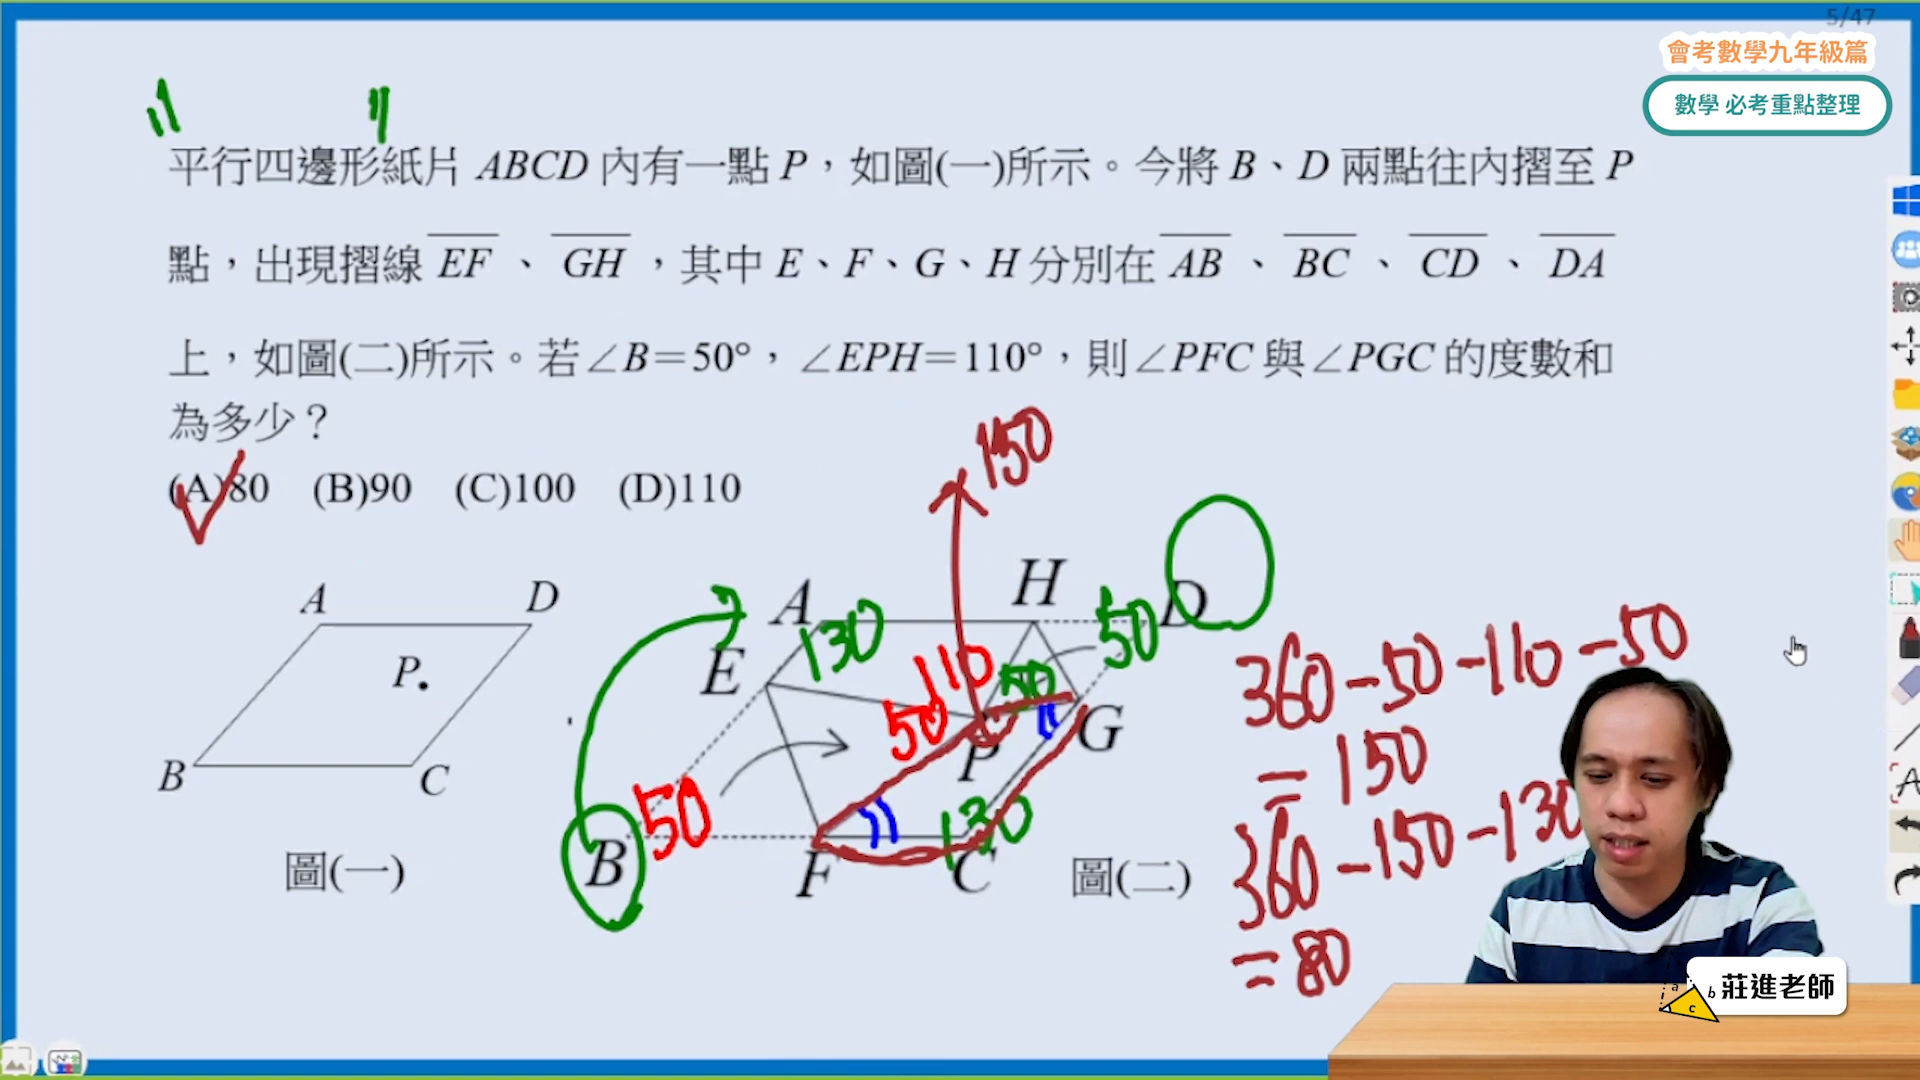 5/47
會考數學九年級篇
數學 必考重點整理
平行四邊形紙片 ABCD 內有一點 P，如圖(一)所示。今將 B、D 兩點往內摺至 P
點，出現摺線 EF、GH，其中 E、F、G、H 分別在 AB、BC、CD、DA
上，如圖(二)所示。若∠B＝50°，∠EPH＝110°，則∠PFC 與∠PGC 的度數和
為多少？
(A)80 (B)90 (C)100 (D)110
150
A D
P
B C
圖(一)
A H D
E
130 50
110 50
50
P G
50
130
B F C
圖(二)
360-50-110-50
=150
360-150-130
=80
莊進老師
a b c